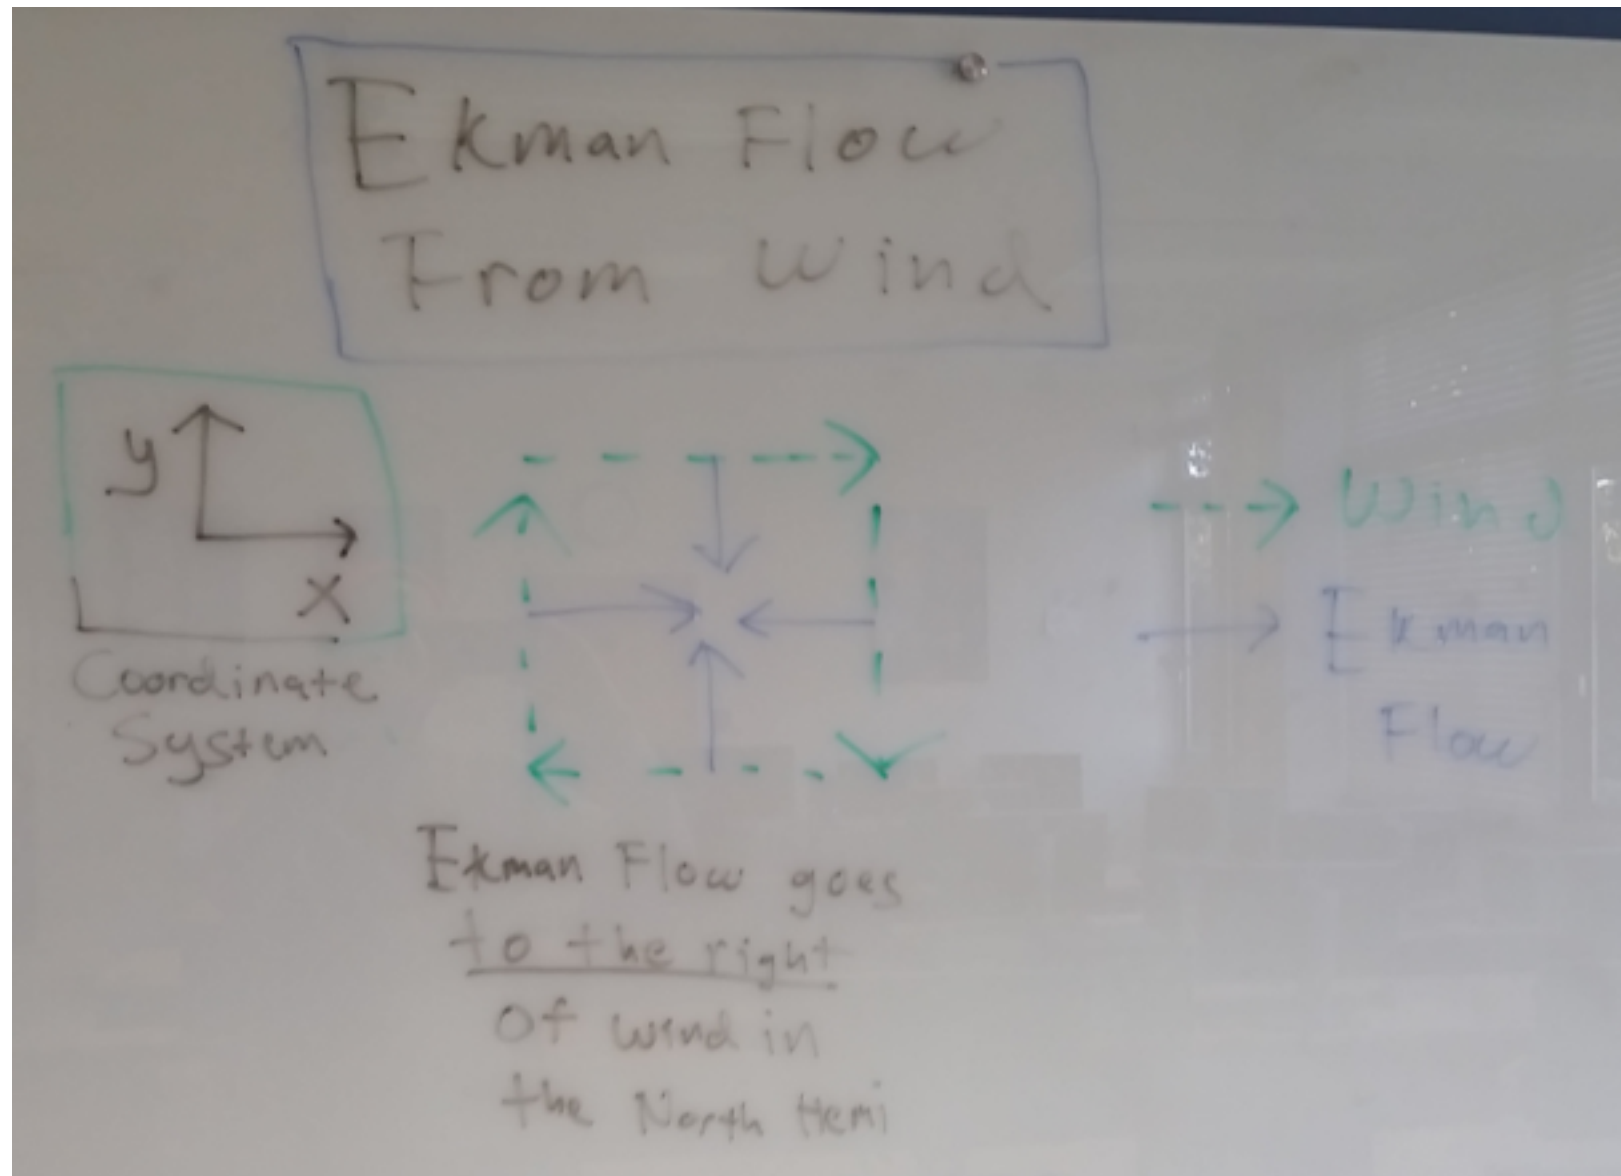 Ekman Flow
From Wind
y
x
Coordinate
System
Wind
Ekman
Flow
Ekman Flow goes
to the right
of wind in
the North Hemi